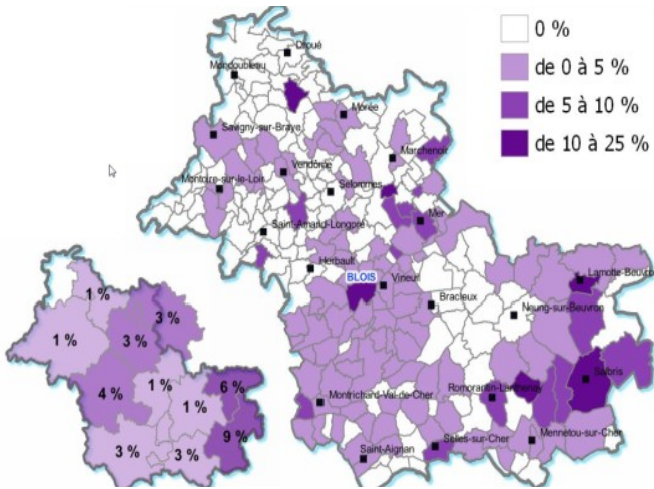 0 %
de 0 à 5 %
de 5 à 10 %
de 10 à 25 %
Droué
Mondoubleau
Morée
Savigny-sur-Braye
Marchenoir
Vendôme
Montoire-sur-le-Loir
Selommes
Mer
Saint-Amand-Longpré
Herbault
BLOIS
Vineuil
Lamotte-Beuvron
Bracieux
Neung-sur-Beuvron
Salbris
Montrichard-Val-de-Cher
Romorantin-Lanthenay
Selles-sur-Cher
Mennetou-sur-Cher
Saint-Aignan
1 %
3 %
1 %
3 %
4 %
1 %
6 %
1 %
9 %
3 %
3 %